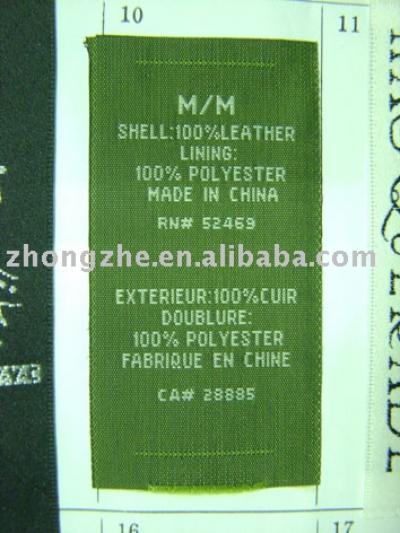 10
11
M/M
SHELL:100%LEATHER
LINING:
100% POLYESTER
MADE IN CHINA
RN# 52469
zhongzhe.en.alibaba.com
EXTERIEUR:100%CUIR
DOUBLURE:
100% POLYESTER
FABRIQUE EN CHINE
CA# 28885
16
17